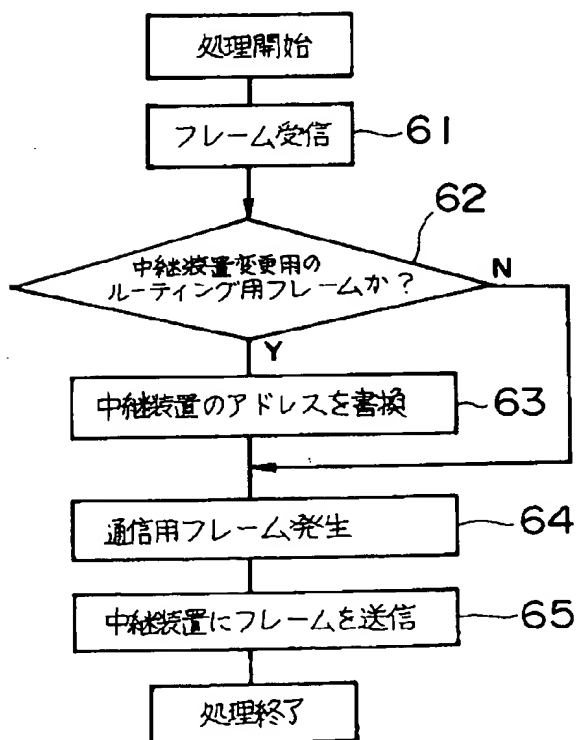 処理開始
フレーム受信
61
62
中継装置変更用の
ルーティング用フレームか?
N
Y
中継装置のアドレスを書換
63
通信用フレーム発生
64
中継装置にフレームを送信
65
処理終了